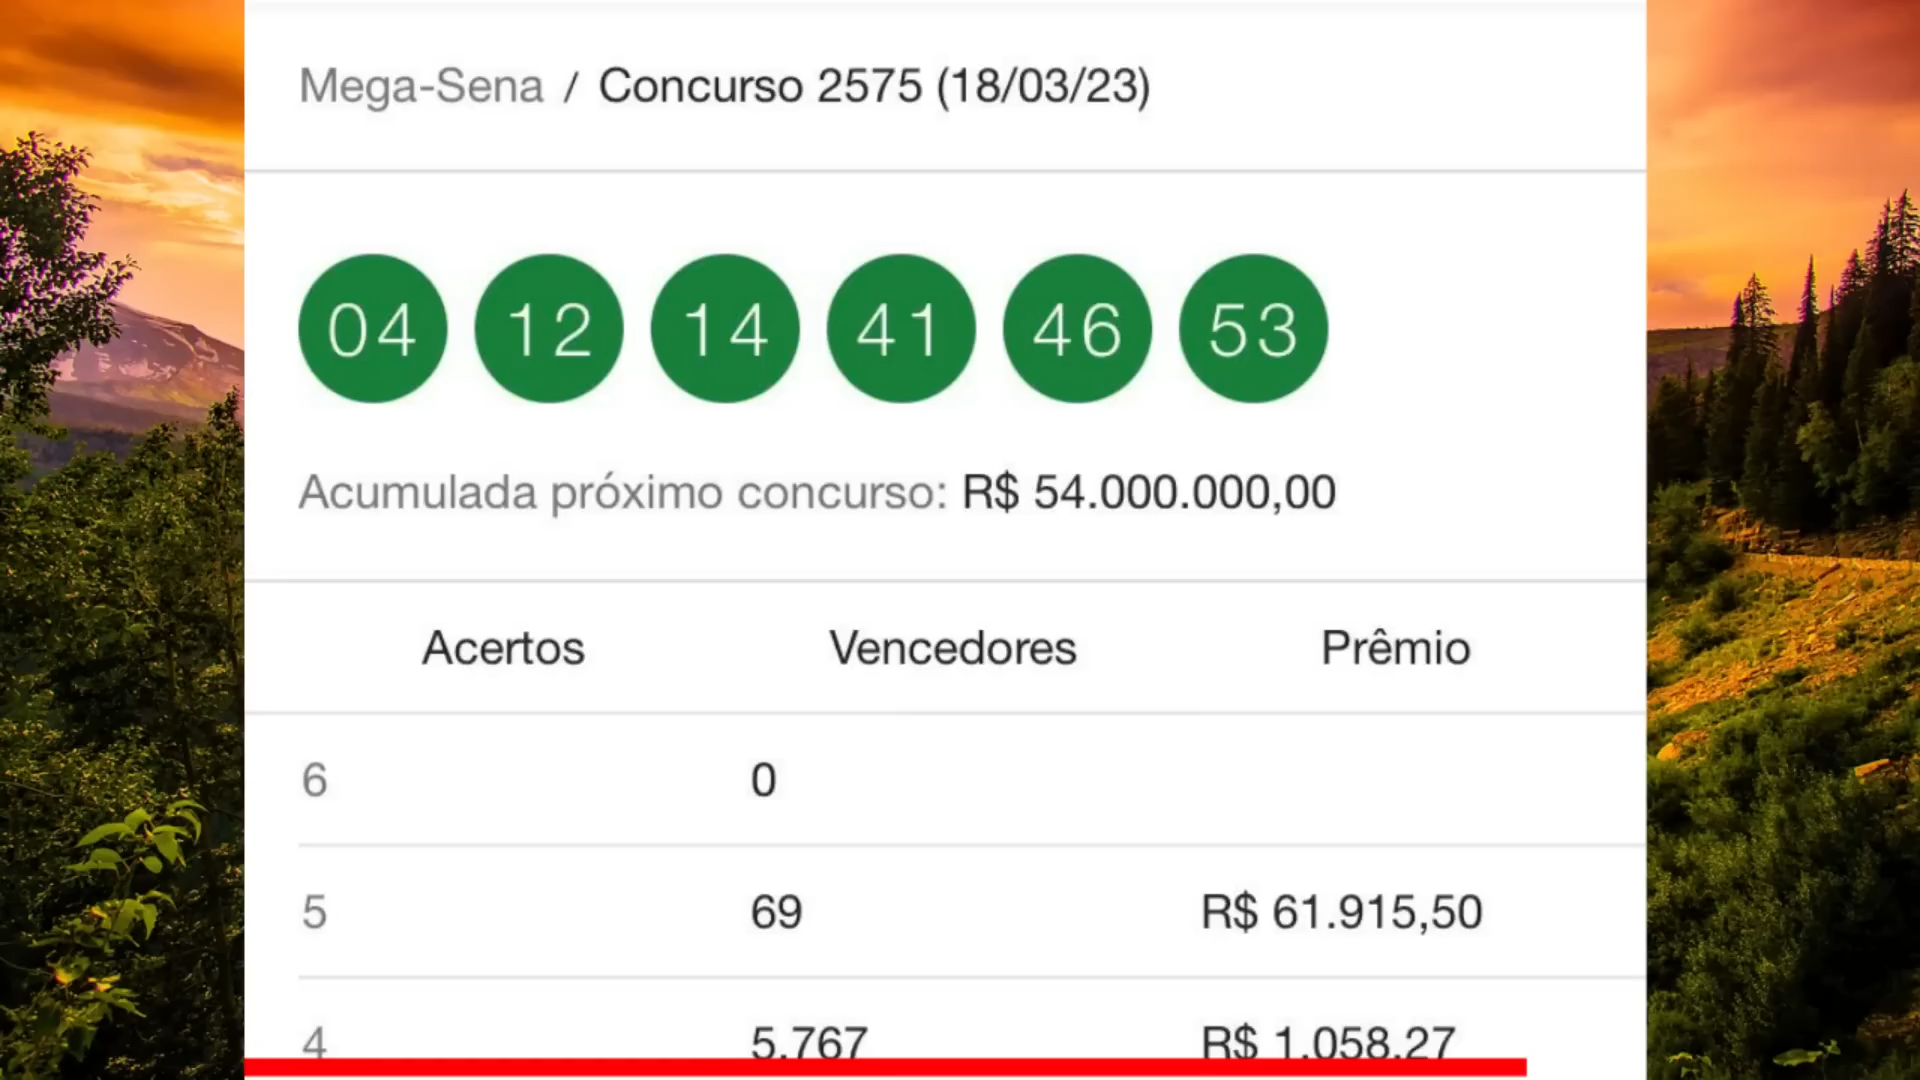 Mega-Sena / Concurso 2575 (18/03/23)
04 12 14 41 46 53
Acumulada próximo concurso: R$ 54.000.000,00
Acertos Vencedores Prêmio
6 0
5 69 R$ 61.915,50
4 5.767 R$ 1.058,27